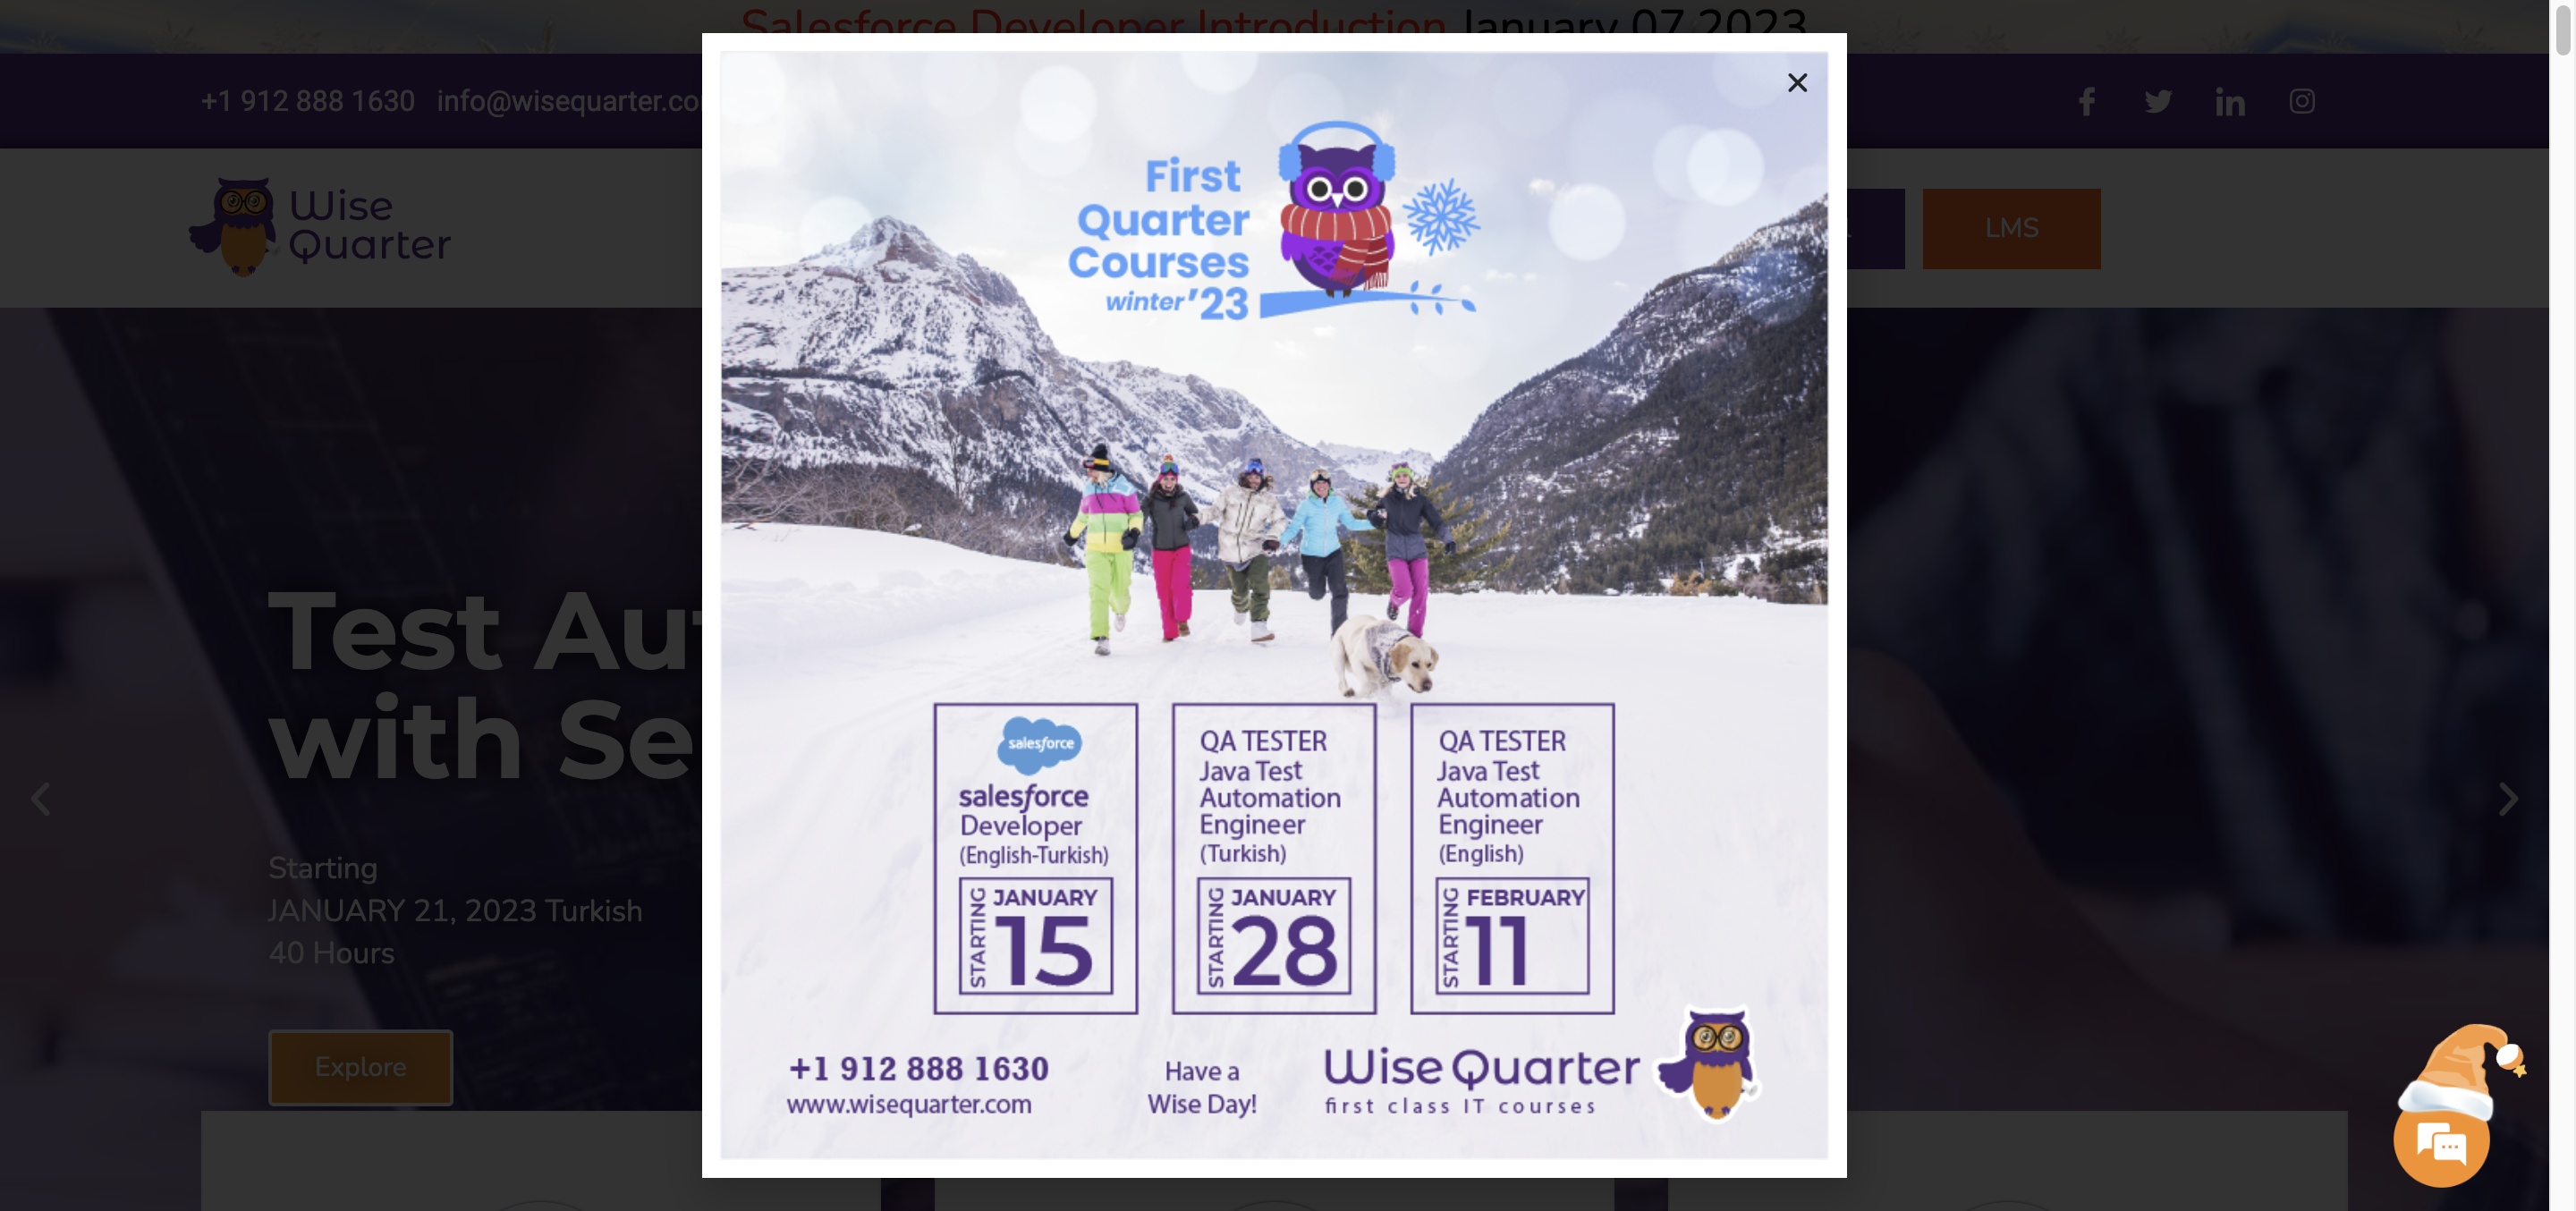 Salesforce Developer Introduction January 07 2023
+1 912 888 1630 info@wisequarter.co
Wise
Quarter
LMS
Test Au
with Se
Starting
JANUARY 21, 2023 Turkish
40 Hours
Explore
First
Quarter
Courses
winter '23
salesforce
salesforce
Developer
(English-Turkish)
STARTING
JANUARY
15
QA TESTER
Java Test
Automation
Engineer
(Turkish)
STARTING
JANUARY
28
QA TESTER
Java Test
Automation
Engineer
(English)
STARTING
FEBRUARY
11
+1 912 888 1630
www.wisequarter.com
Have a
Wise Day!
Wise Quarter
first class IT courses